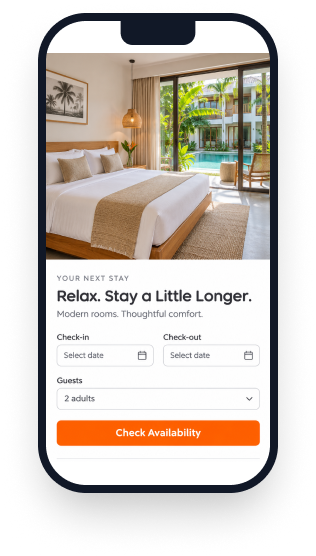 YOUR NEXT STAY
Relax. Stay a Little Longer.
Modern rooms. Thoughtful comfort.
Check-in Check-out
Select date Select date
Guests
2 adults
Check Availability